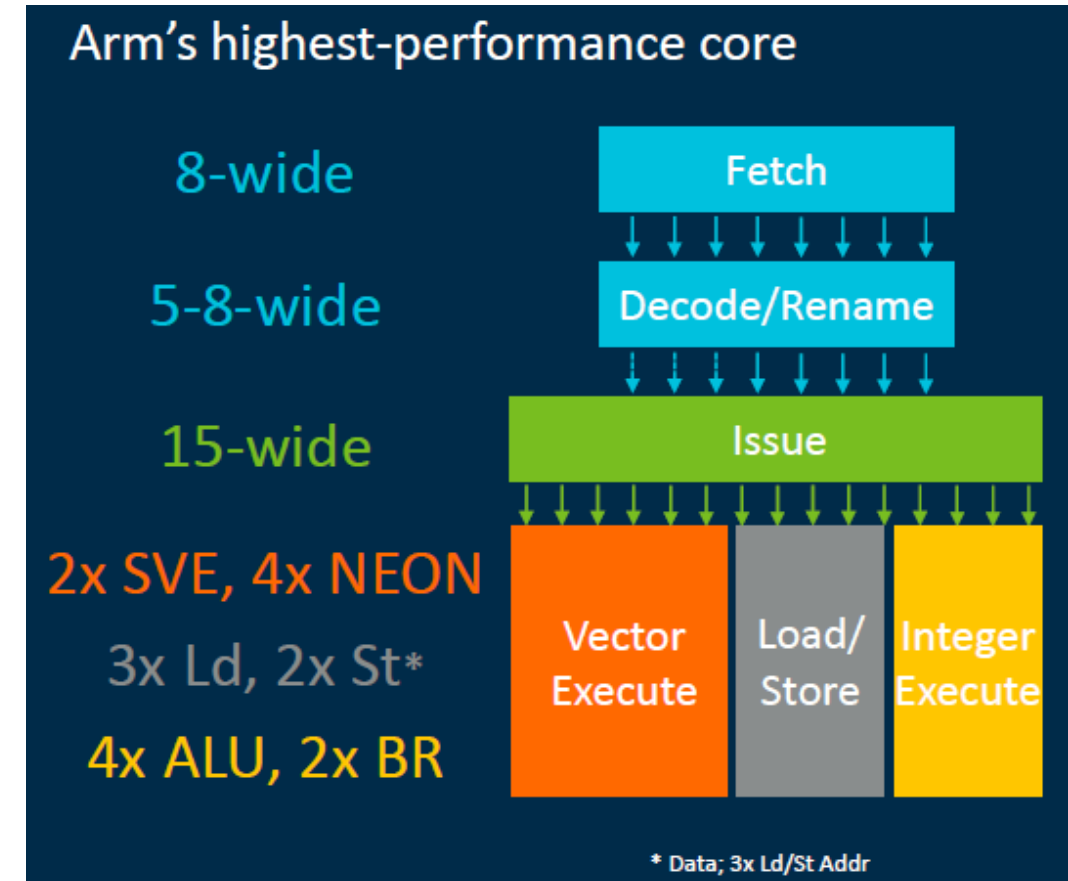 Arm's highest-performance core
8-wide
Fetch
5-8-wide
Decode/Rename
15-wide
Issue
2x SVE, 4x NEON
3x Ld, 2x St*
4x ALU, 2x BR
Vector
Execute
Load/
Store
Integer
Execute
* Data; 3x Ld/St Addr